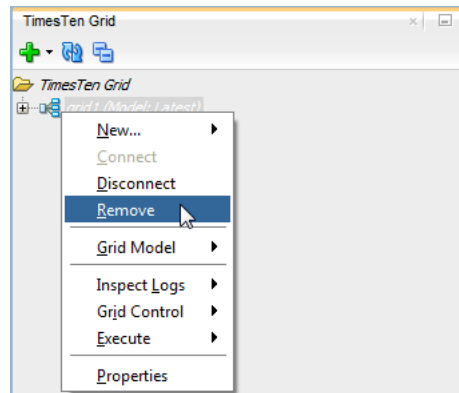 TimesTen Grid
TimesTen Grid
grid1 (Model: Latest)
New...
Connect
Disconnect
Remove
Grid Model
Inspect Logs
Grid Control
Execute
Properties